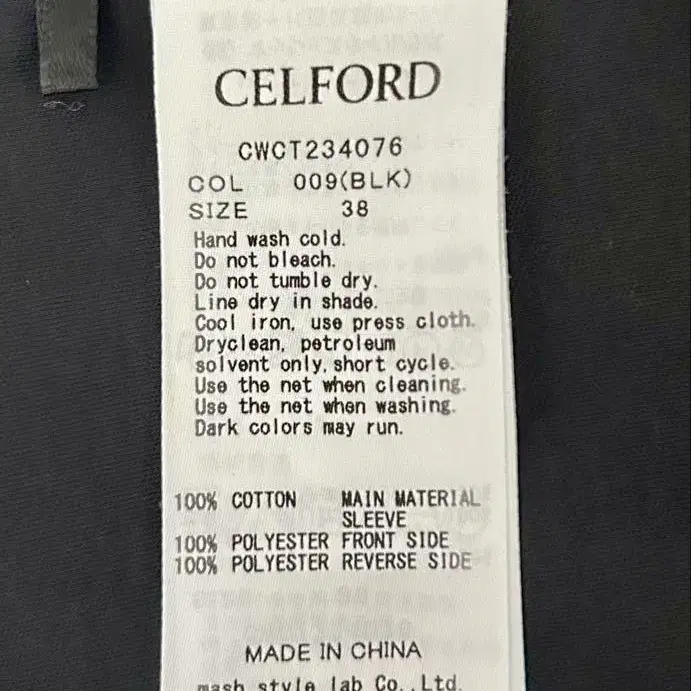 CELFORD
CWCT234076
COL 009(BLK)
SIZE 38
Hand wash cold.
Do not bleach.
Do not tumble dry.
Line dry in shade.
Cool iron, use press cloth.
Dryclean, petroleum
solvent only, short cycle.
Use the net when cleaning.
Use the net when washing.
Dark colors may run.
100% COTTON MAIN MATERIAL
SLEEVE
100% POLYESTER FRONT SIDE
100% POLYESTER REVERSE SIDE
MADE IN CHINA
mash style lab Co.,Ltd.